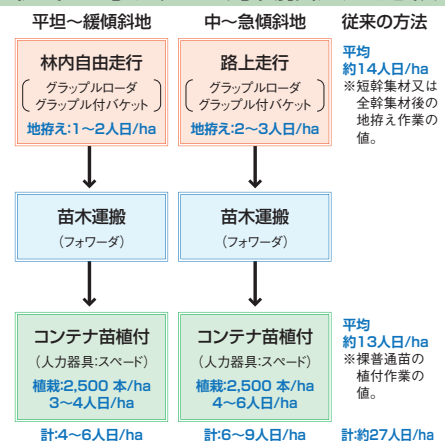 平坦〜緩傾斜地
林内自由走行
グラップルローダ
グラップル付バケット
地拵え:1〜2人日/ha
苗木運搬
(フォワーダ)
コンテナ苗植付
(人力器具:スペード)
植栽:2,500 本/ha
3〜4人日/ha
計:4〜6人日/ha
中〜急傾斜地
路上走行
グラップルローダ
グラップル付バケット
地拵え:2〜3人日/ha
苗木運搬
(フォワーダ)
コンテナ苗植付
(人力器具:スペード)
植栽:2,500 本/ha
4〜6人日/ha
計:6〜9人日/ha
従来の方法
平均
約14人日/ha
※短幹集材又は
全幹集材後の
地拵え作業の
値。
平均
約13人日/ha
※裸普通苗の
植付作業の
値。
計:約27人日/ha